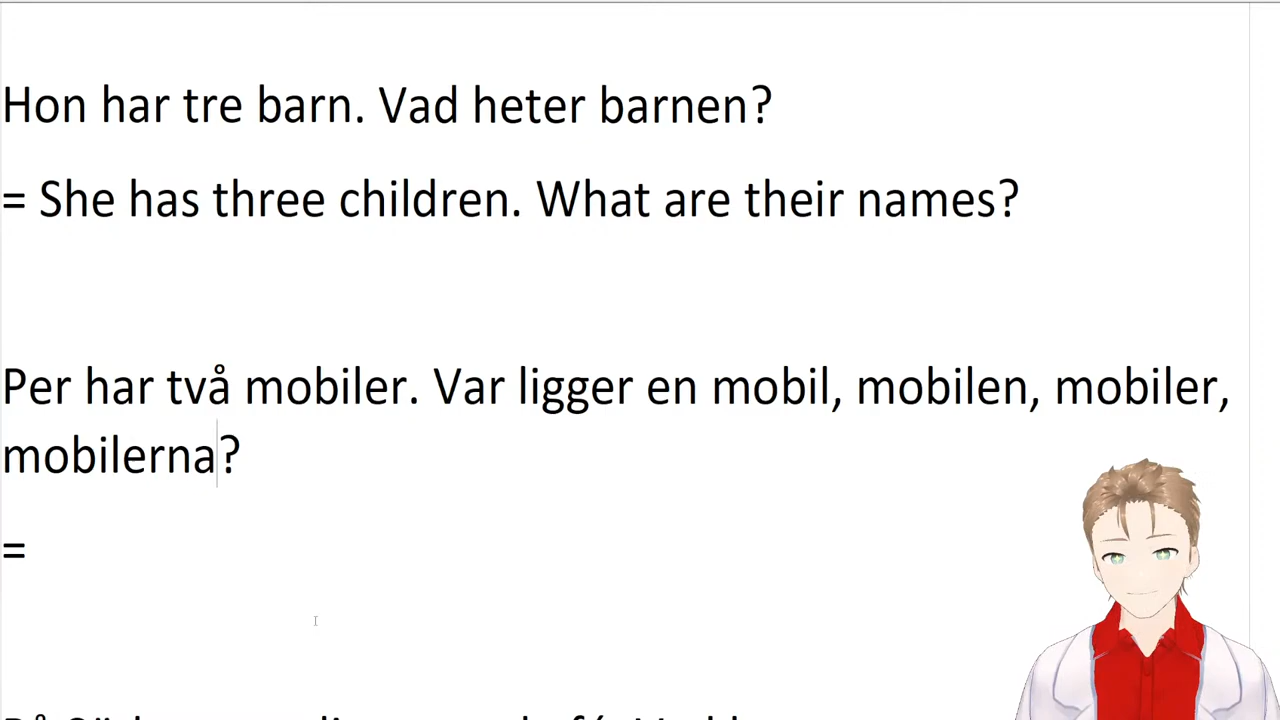 Hon har tre barn. Vad heter barnen?
= She has three children. What are their names?
Per har två mobiler. Var ligger en mobil, mobilen, mobiler,
mobilerna?
=